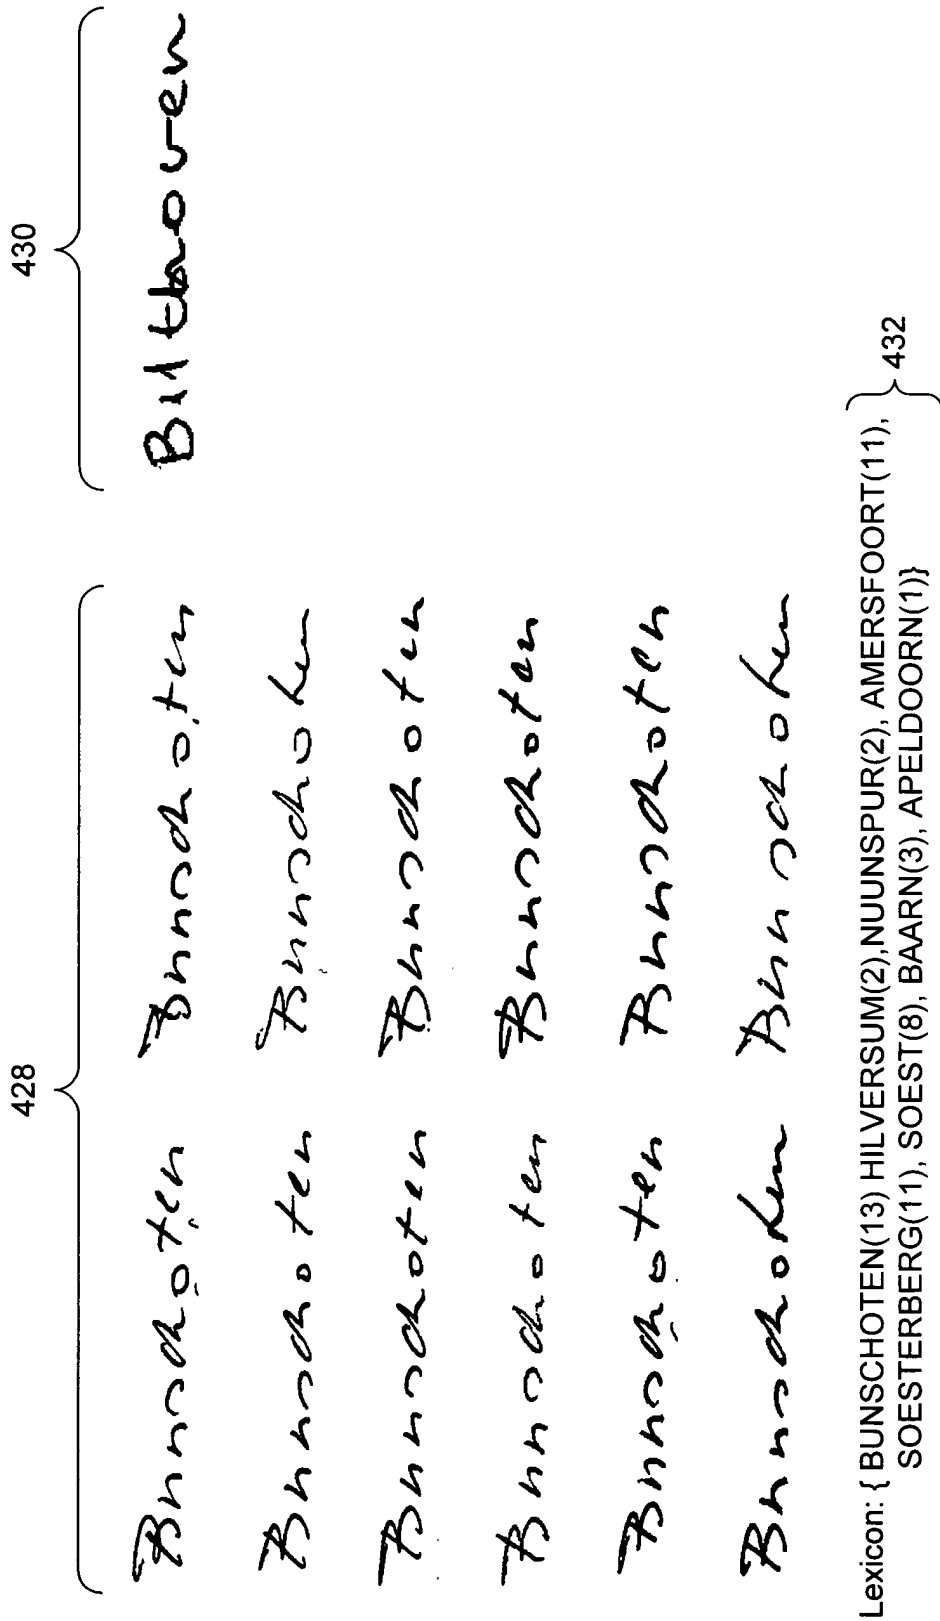 428 430
Bunschoten Bunschoten Bilthoven
Bunschoten Bunschoten
Bunschoten Bunschoten
Bunschoten Bunschoten
Bunschoten Bunschoten
Bunschoten Bunschoten
Lexicon: { BUNSCHOTEN(13) HILVERSUM(2),NUUNSPUR(2), AMERSFOORT(11),
SOESTERBERG(11), SOEST(8), BAARN(3), APELDOORN(1)}
432